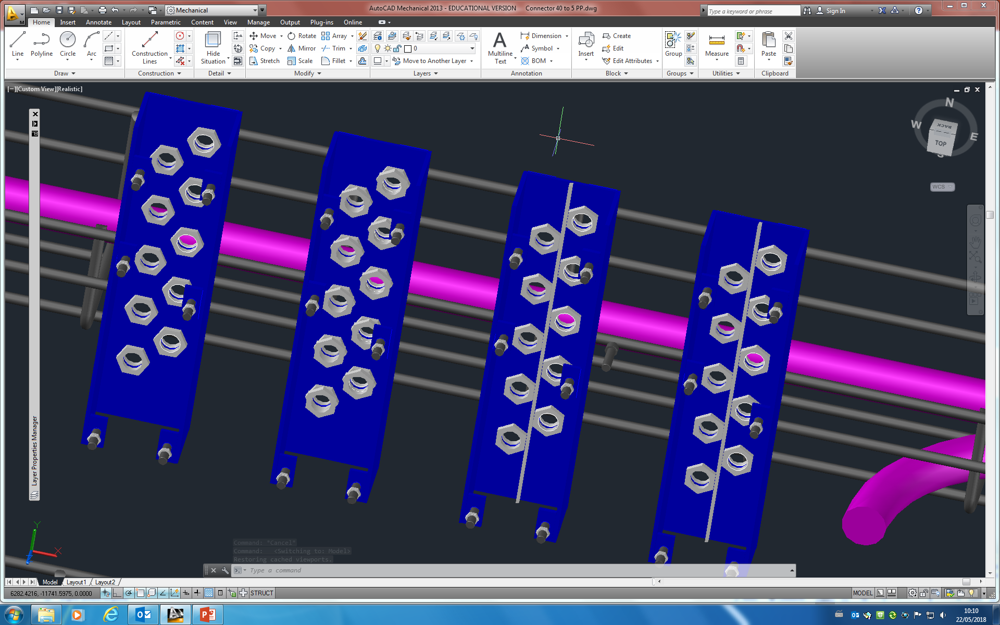 Mechanical
AutoCAD Mechanical 2013 - EDUCATIONAL VERSION    Connector 40 to 5 PP.dwg
Type a keyword or phrase
Sign In
M
Home Insert Annotate Layout Parametric Content View Manage Output Plug-ins Online
Line Polyline Circle Arc
Draw
Construction Lines
Construction
Hide Situation
Detail
Move Rotate Array
Copy Mirror Trim
Stretch Scale Fillet
Modify
0
Move to Another Layer
Layers
Multiline Text
Dimension
Symbol
BOM
Annotation
Insert
Create
Edit
Edit Attributes
Block
Group
Groups
Measure
Utilities
Paste
Clipboard
[−][Custom View][Realistic]
N
W
E
S
BACK
TOP
WCS
Layer Properties Manager
Y
X
Z
Command: *Cancel*
Command:   <Switching to: Model>
Restoring cached viewports.
Type a command
Model Layout1 Layout2
6282.4216, -11741.5975, 0.0000
STRUCT
MODEL
10:10
22/05/2018